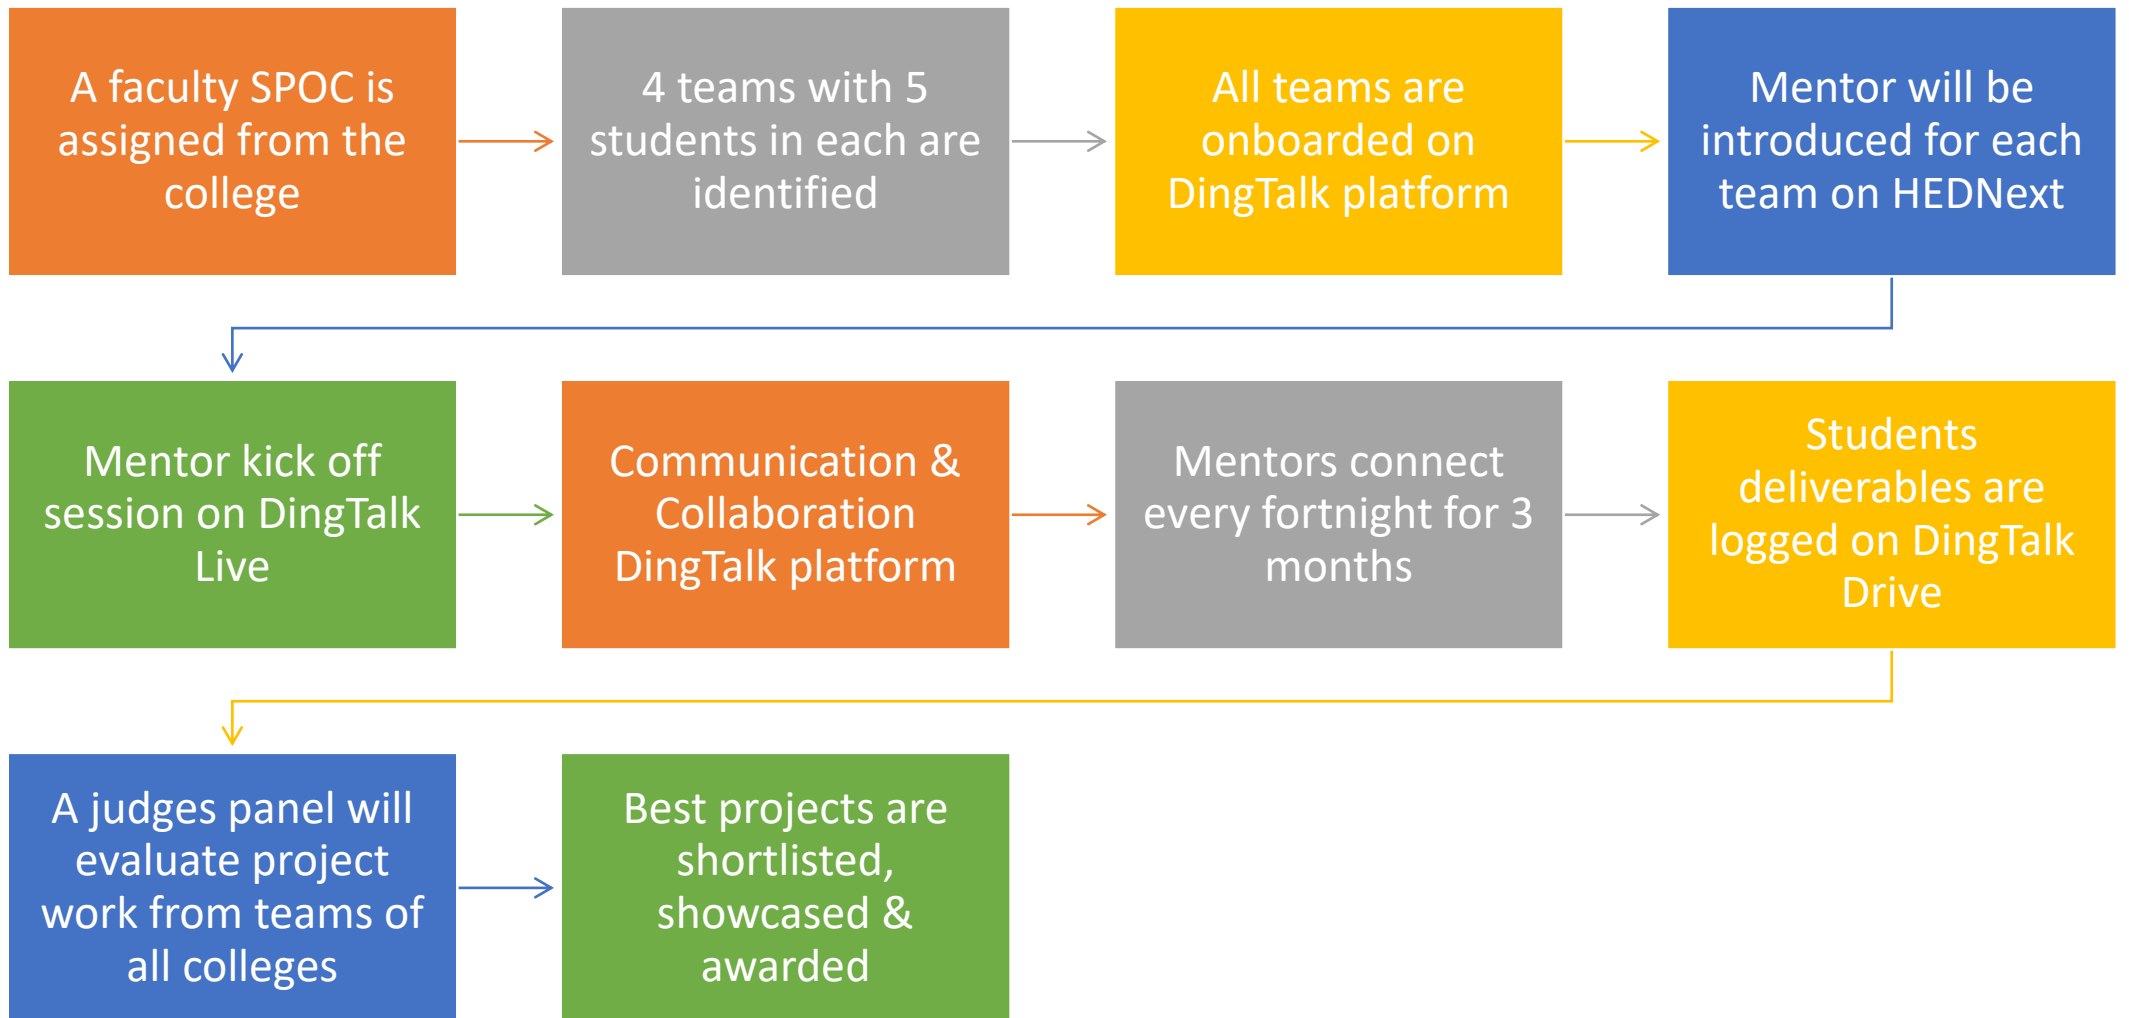 A faculty SPOC is
assigned from the
college
4 teams with 5
students in each are
identified
All teams are
onboarded on
DingTalk platform
Mentor will be
introduced for each
team on HEDNext
Mentor kick off
session on DingTalk
Live
Communication &
Collaboration
DingTalk platform
Mentors connect
every fortnight for 3
months
Students
deliverables are
logged on DingTalk
Drive
A judges panel will
evaluate project
work from teams of
all colleges
Best projects are
shortlisted,
showcased &
awarded